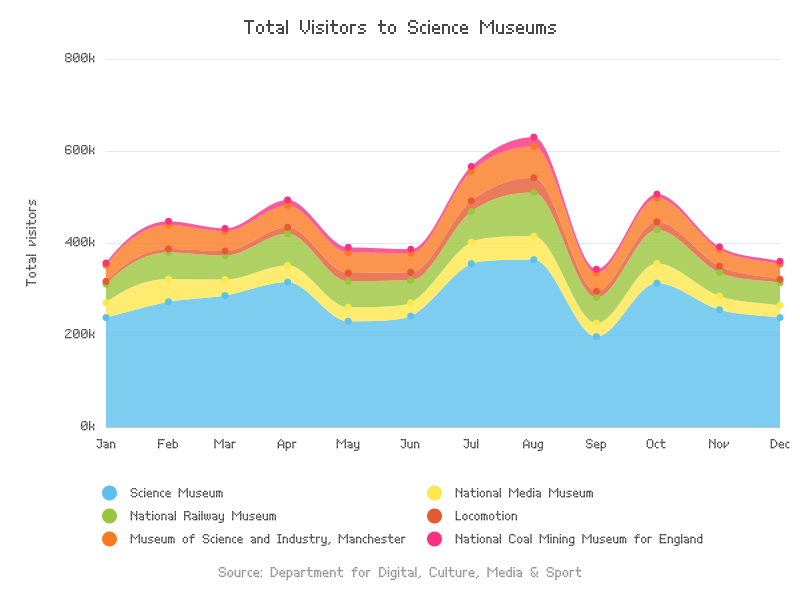 Total Visitors to Science Museums
Total visitors
800k
600k
400k
200k
0k
Jan Feb Mar Apr May Jun Jul Aug Sep Oct Nov Dec
Science Museum
National Media Museum
National Railway Museum
Locomotion
Museum of Science and Industry, Manchester
National Coal Mining Museum for England
Source: Department for Digital, Culture, Media & Sport